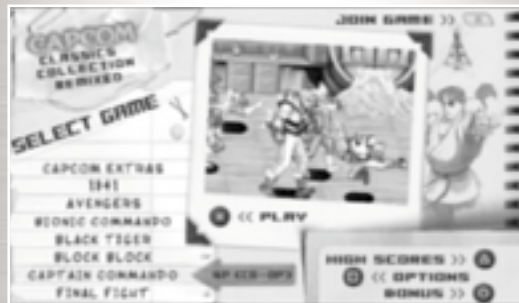 JOIN GAME >>
CAPCOM
CLASSICS
COLLECTION
REMIXED
SELECT GAME
CAPCOM EXTRAS
1941
AVENGERS
BIONIC COMMANDO
BLACK TIGER
BLOCK BLOCK
CAPTAIN COMMANDO
FINAL FIGHT
<< PLAY
HIGH SCORES >>
<< OPTIONS
BONUS >>